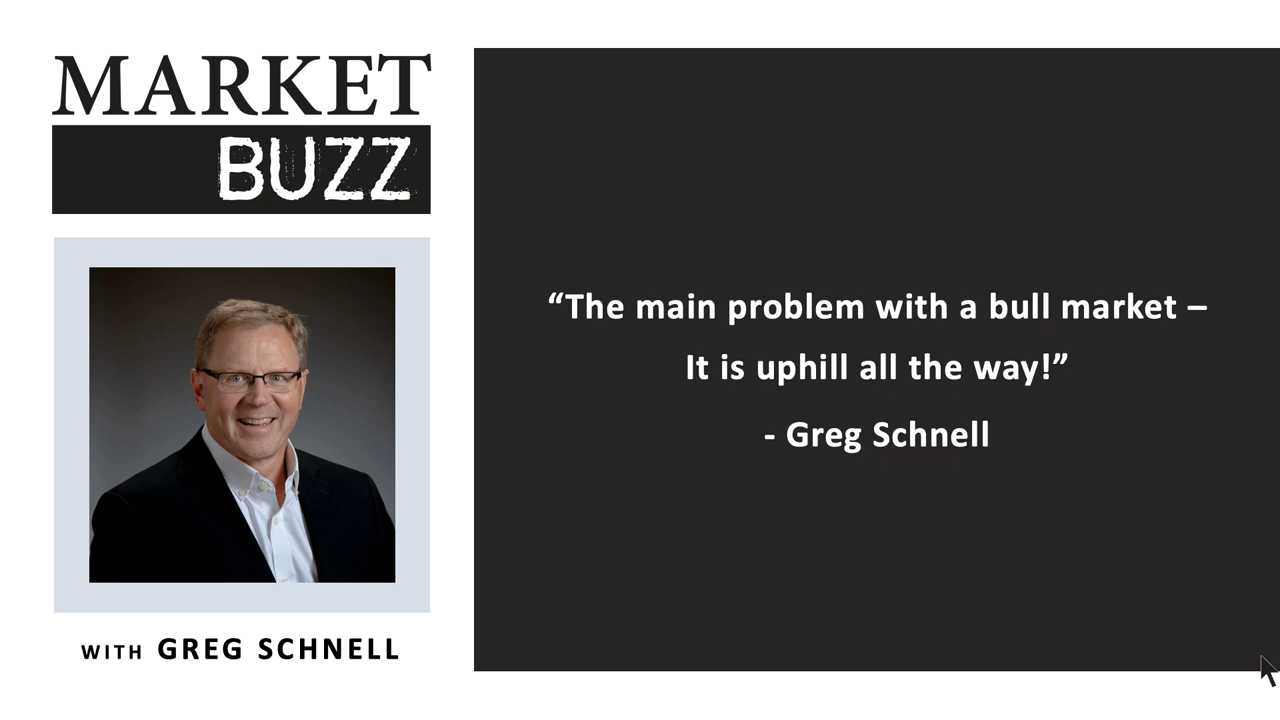 MARKET
BUZZ
WITH GREG SCHNELL
“The main problem with a bull market –
It is uphill all the way!”
- Greg Schnell